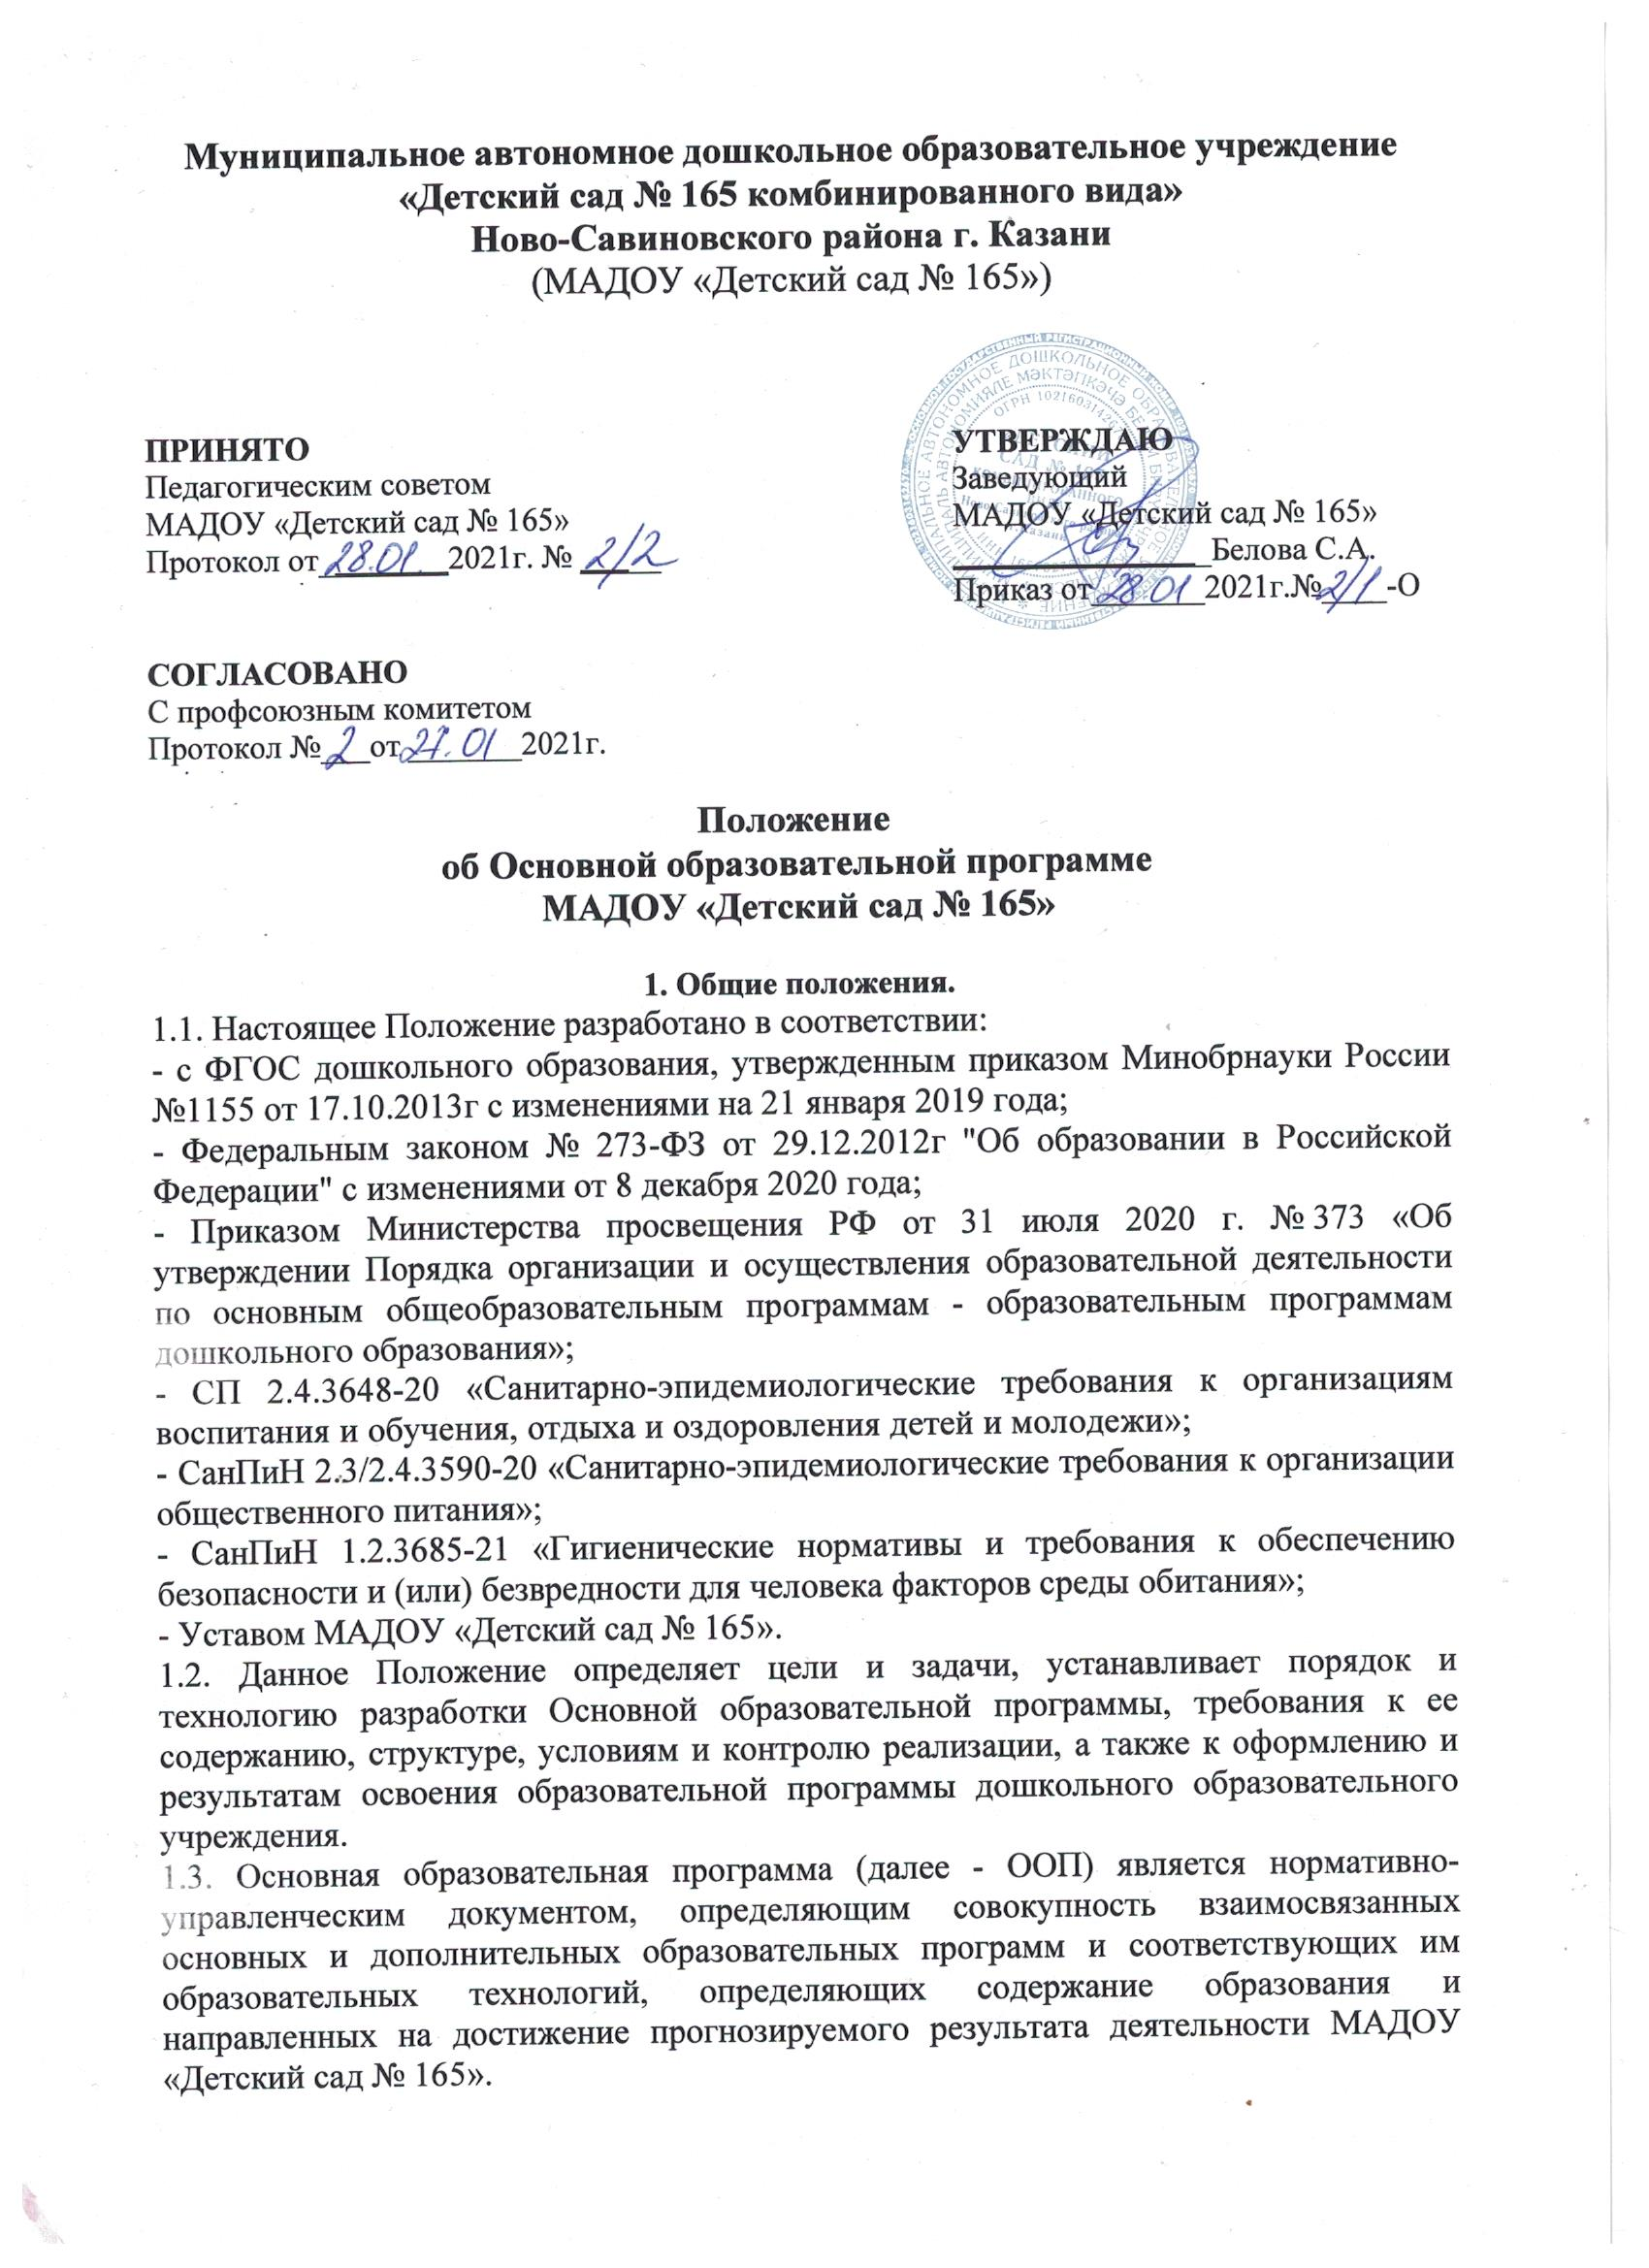 Муниципальное автономное дошкольное образовательное учреждение
«Детский сад № 165 комбинированного вида»
Ново-Савиновского района г. Казани
(МАДОУ «Детский сад № 165»)
ПРИНЯТО
Педагогическим советом
МАДОУ «Детский сад № 165»
Протокол от 28.01. 2021г. № 2/2
УТВЕРЖДАЮ
Заведующий
МАДОУ «Детский сад № 165»
Белова С.А.
Приказ от 28 01 2021г.№ 2/1 -О
СОГЛАСОВАНО
С профсоюзным комитетом
Протокол № 2 от 27.01 2021г.
Положение
об Основной образовательной программе
МАДОУ «Детский сад № 165»
1. Общие положения.
1.1. Настоящее Положение разработано в соответствии:
- с ФГОС дошкольного образования, утвержденным приказом Минобрнауки России
№1155 от 17.10.2013г с изменениями на 21 января 2019 года;
- Федеральным законом № 273-ФЗ от 29.12.2012г "Об образовании в Российской
Федерации" с изменениями от 8 декабря 2020 года;
- Приказом Министерства просвещения РФ от 31 июля 2020 г. № 373 «Об
утверждении Порядка организации и осуществления образовательной деятельности
по основным общеобразовательным программам - образовательным программам
дошкольного образования»;
- СП 2.4.3648-20 «Санитарно-эпидемиологические требования к организациям
воспитания и обучения, отдыха и оздоровления детей и молодежи»;
- СанПиН 2.3/2.4.3590-20 «Санитарно-эпидемиологические требования к организации
общественного питания»;
- СанПиН 1.2.3685-21 «Гигиенические нормативы и требования к обеспечению
безопасности и (или) безвредности для человека факторов среды обитания»;
- Уставом МАДОУ «Детский сад № 165».
1.2. Данное Положение определяет цели и задачи, устанавливает порядок и
технологию разработки Основной образовательной программы, требования к ее
содержанию, структуре, условиям и контролю реализации, а также к оформлению и
результатам освоения образовательной программы дошкольного образовательного
учреждения.
1.3. Основная образовательная программа (далее - ООП) является нормативно-
управленческим документом, определяющим совокупность взаимосвязанных
основных и дополнительных образовательных программ и соответствующих им
образовательных технологий, определяющих содержание образования и
направленных на достижение прогнозируемого результата деятельности МАДОУ
«Детский сад № 165».